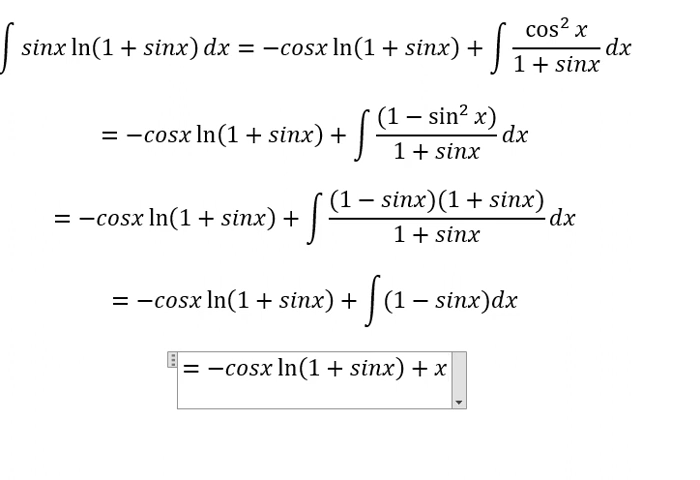 ∫ sinx ln(1 + sinx) dx = −cosx ln(1 + sinx) + ∫ cos² x / 1 + sinx dx
= −cosx ln(1 + sinx) + ∫ (1 − sin² x) / 1 + sinx dx
= −cosx ln(1 + sinx) + ∫ (1 − sinx)(1 + sinx) / 1 + sinx dx
= −cosx ln(1 + sinx) + ∫ (1 − sinx)dx
= −cosx ln(1 + sinx) + x